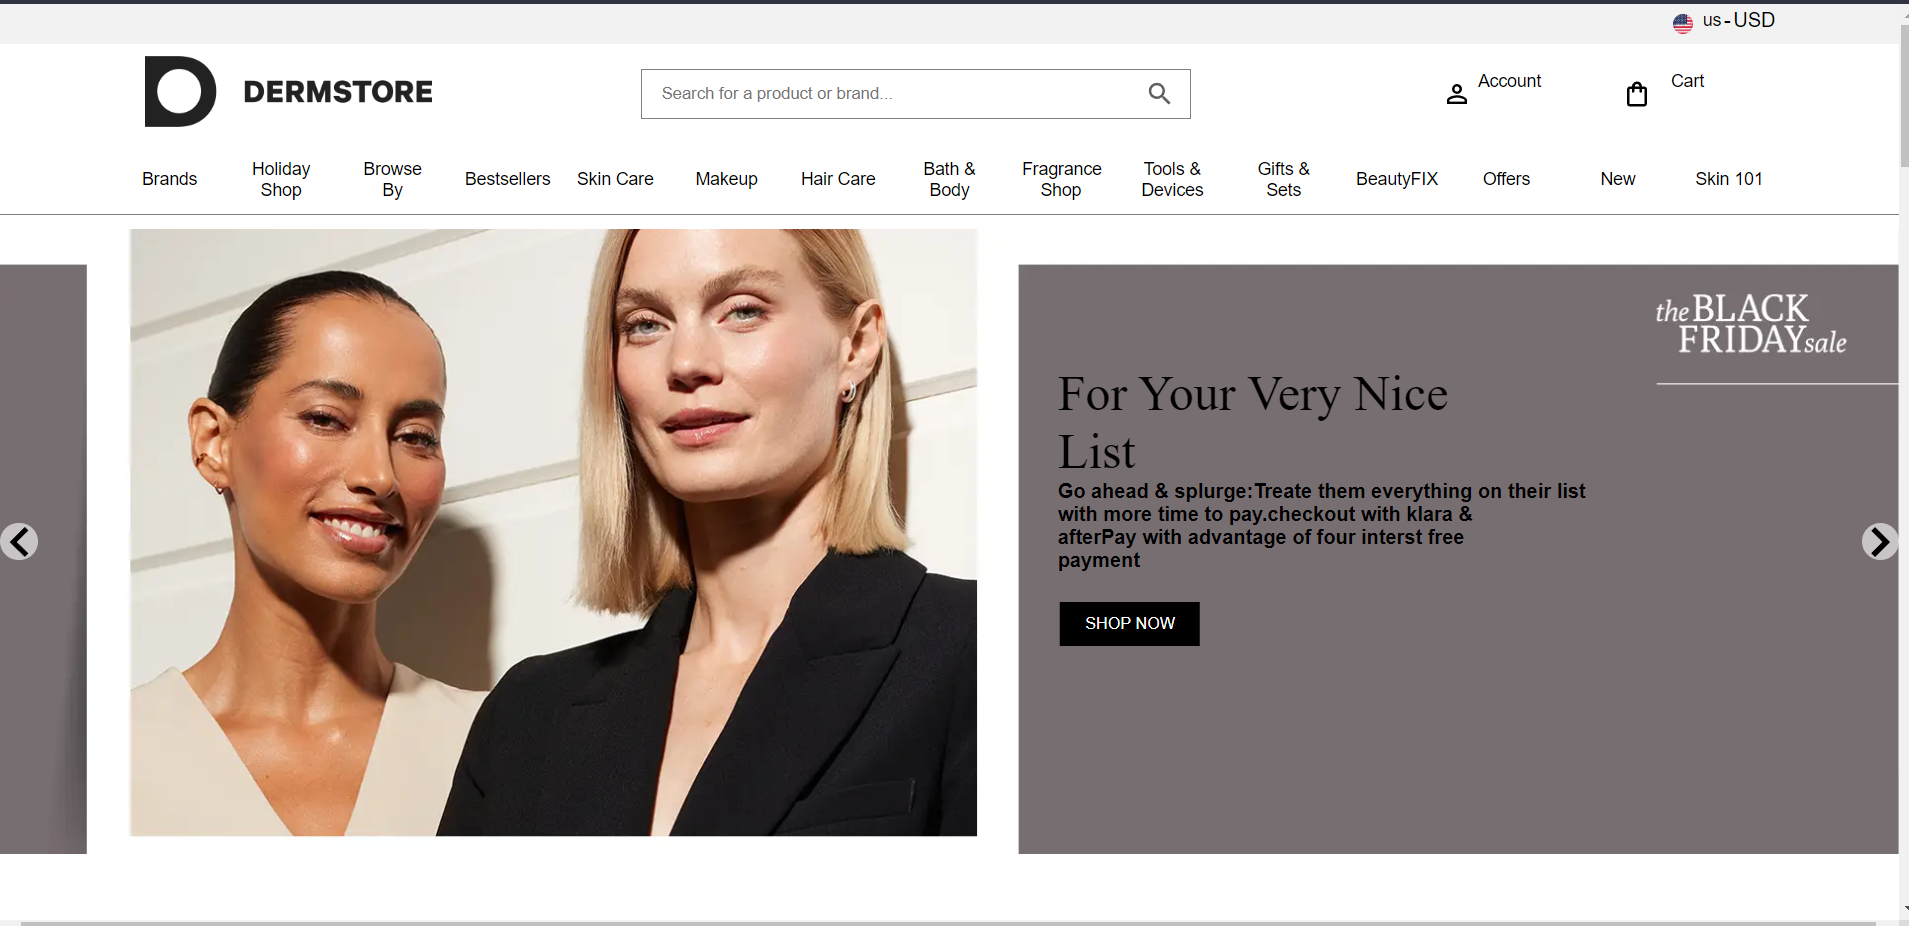 us-USD
DERMSTORE
Search for a product or brand...
Account
Cart
Brands
Holiday
Shop
Browse
By
Bestsellers
Skin Care
Makeup
Hair Care
Bath &
Body
Fragrance
Shop
Tools &
Devices
Gifts &
Sets
BeautyFIX
Offers
New
Skin 101
the BLACK
FRIDAY sale
For Your Very Nice
List
Go ahead & splurge:Treate them everything on their list
with more time to pay.checkout with klara &
afterPay with advantage of four interst free
payment
SHOP NOW